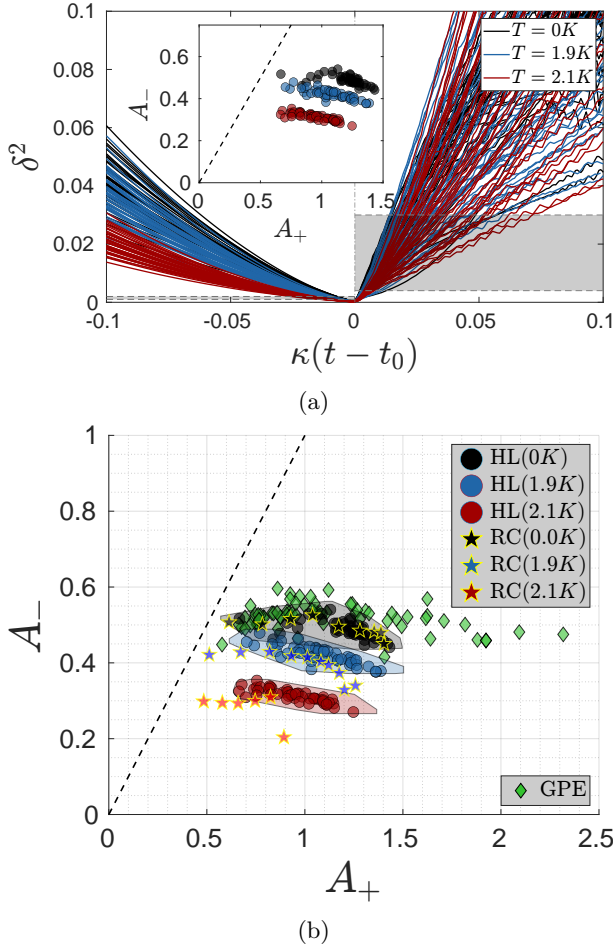 0.1
0.08
0.06
0.04
0.02
0
δ²
0.6
0.4
0.2
0
A₋
0
0.5
1
1.5
A₊
T = 0K
T = 1.9K
T = 2.1K
-0.1
-0.05
0
0.05
0.1
κ(t − t₀)
(a)
1
0.8
0.6
0.4
0.2
0
A₋
HL(0K)
HL(1.9K)
HL(2.1K)
RC(0.0K)
RC(1.9K)
RC(2.1K)
GPE
0
0.5
1
1.5
2
2.5
A₊
(b)